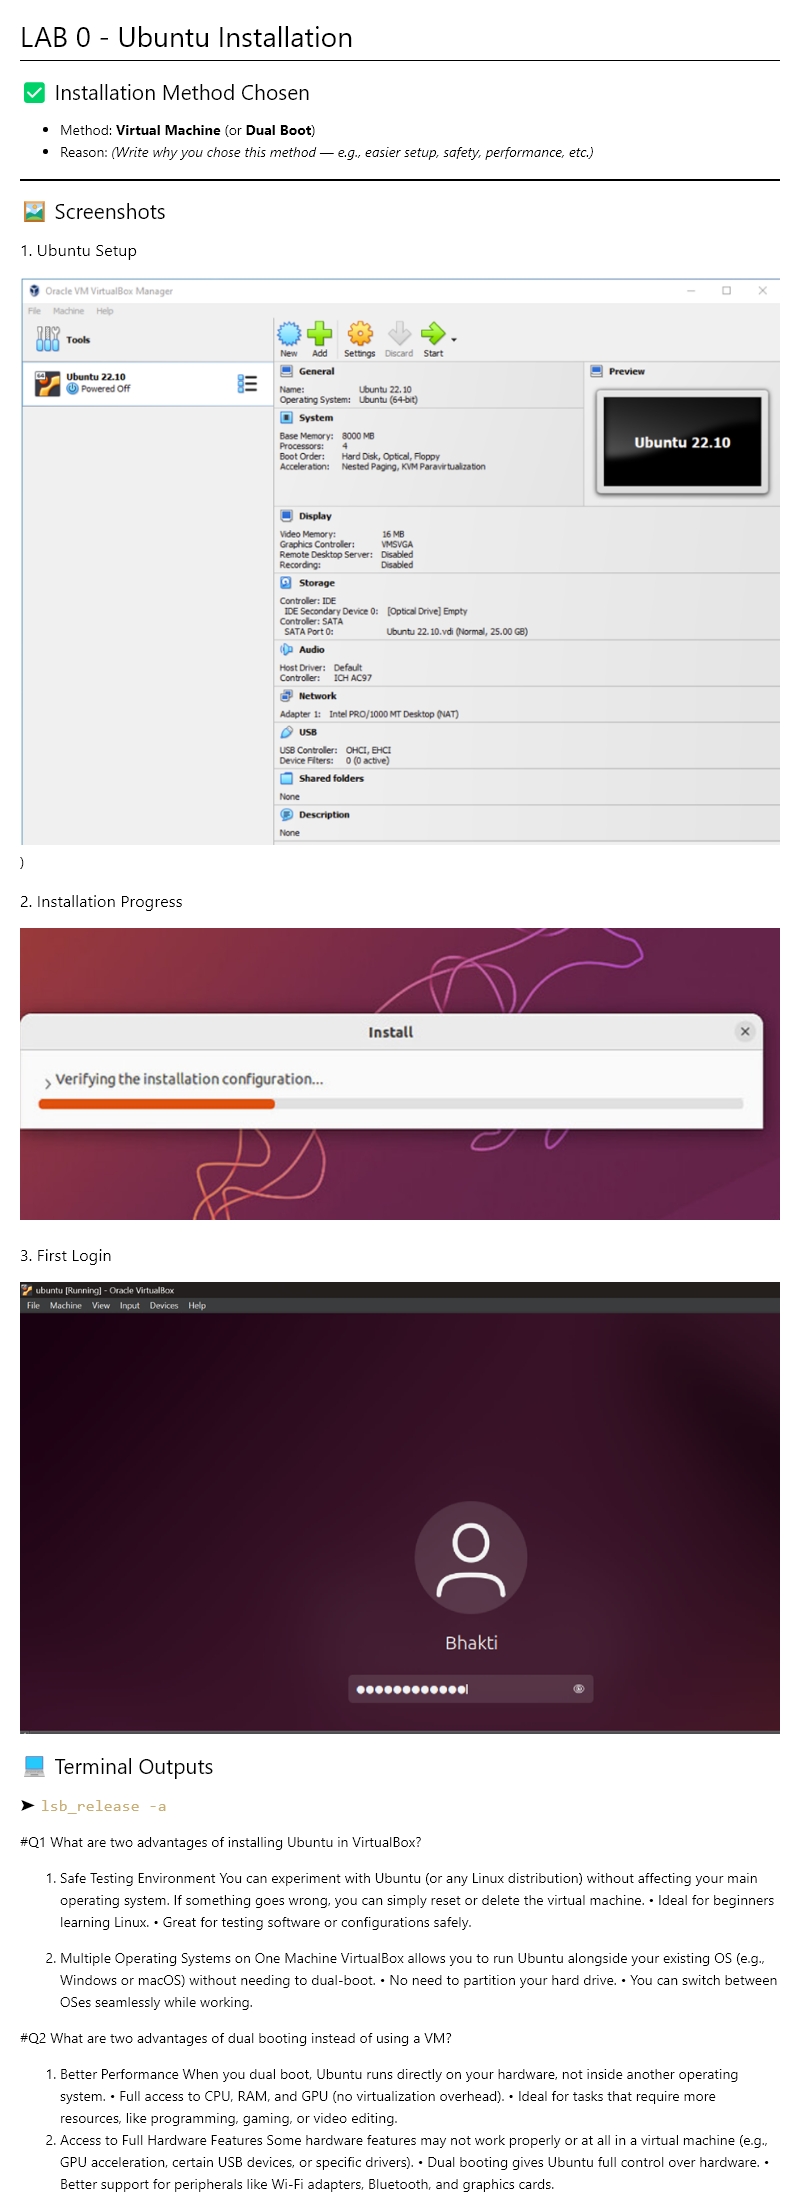 LAB 0 - Ubuntu Installation
✅ Installation Method Chosen
• Method: Virtual Machine (or Dual Boot)
• Reason: (Write why you chose this method — e.g., easier setup, safety, performance, etc.)
🖼️ Screenshots
1. Ubuntu Setup
Oracle VM VirtualBox Manager
File Machine Help
Tools
New Add Settings Discard Start
64
Ubuntu 22.10
Powered Off
General
Name: Ubuntu 22.10
Operating System: Ubuntu (64-bit)
Preview
Ubuntu 22.10
System
Base Memory: 8000 MB
Processors: 4
Boot Order: Hard Disk, Optical, Floppy
Acceleration: Nested Paging, KVM Paravirtualization
Display
Video Memory: 16 MB
Graphics Controller: VMSVGA
Remote Desktop Server: Disabled
Recording: Disabled
Storage
Controller: IDE
IDE Secondary Device 0: [Optical Drive] Empty
Controller: SATA
SATA Port 0: Ubuntu 22.10.vdi (Normal, 25.00 GB)
Audio
Host Driver: Default
Controller: ICH AC97
Network
Adapter 1: Intel PRO/1000 MT Desktop (NAT)
USB
USB Controller: OHCI, EHCI
Device Filters: 0 (0 active)
Shared folders
None
Description
None
)
2. Installation Progress
Install
Verifying the installation configuration...
3. First Login
ubuntu [Running] - Oracle VirtualBox
File Machine View Input Devices Help
Bhakti
●●●●●●●●●●●●
💻 Terminal Outputs
➤ lsb_release -a
#Q1 What are two advantages of installing Ubuntu in VirtualBox?
1. Safe Testing Environment You can experiment with Ubuntu (or any Linux distribution) without affecting your main
operating system. If something goes wrong, you can simply reset or delete the virtual machine. • Ideal for beginners
learning Linux. • Great for testing software or configurations safely.
2. Multiple Operating Systems on One Machine VirtualBox allows you to run Ubuntu alongside your existing OS (e.g.,
Windows or macOS) without needing to dual-boot. • No need to partition your hard drive. • You can switch between
OSes seamlessly while working.
#Q2 What are two advantages of dual booting instead of using a VM?
1. Better Performance When you dual boot, Ubuntu runs directly on your hardware, not inside another operating
system. • Full access to CPU, RAM, and GPU (no virtualization overhead). • Ideal for tasks that require more
resources, like programming, gaming, or video editing.
2. Access to Full Hardware Features Some hardware features may not work properly or at all in a virtual machine (e.g.,
GPU acceleration, certain USB devices, or specific drivers). • Dual booting gives Ubuntu full control over hardware. •
Better support for peripherals like Wi-Fi adapters, Bluetooth, and graphics cards.